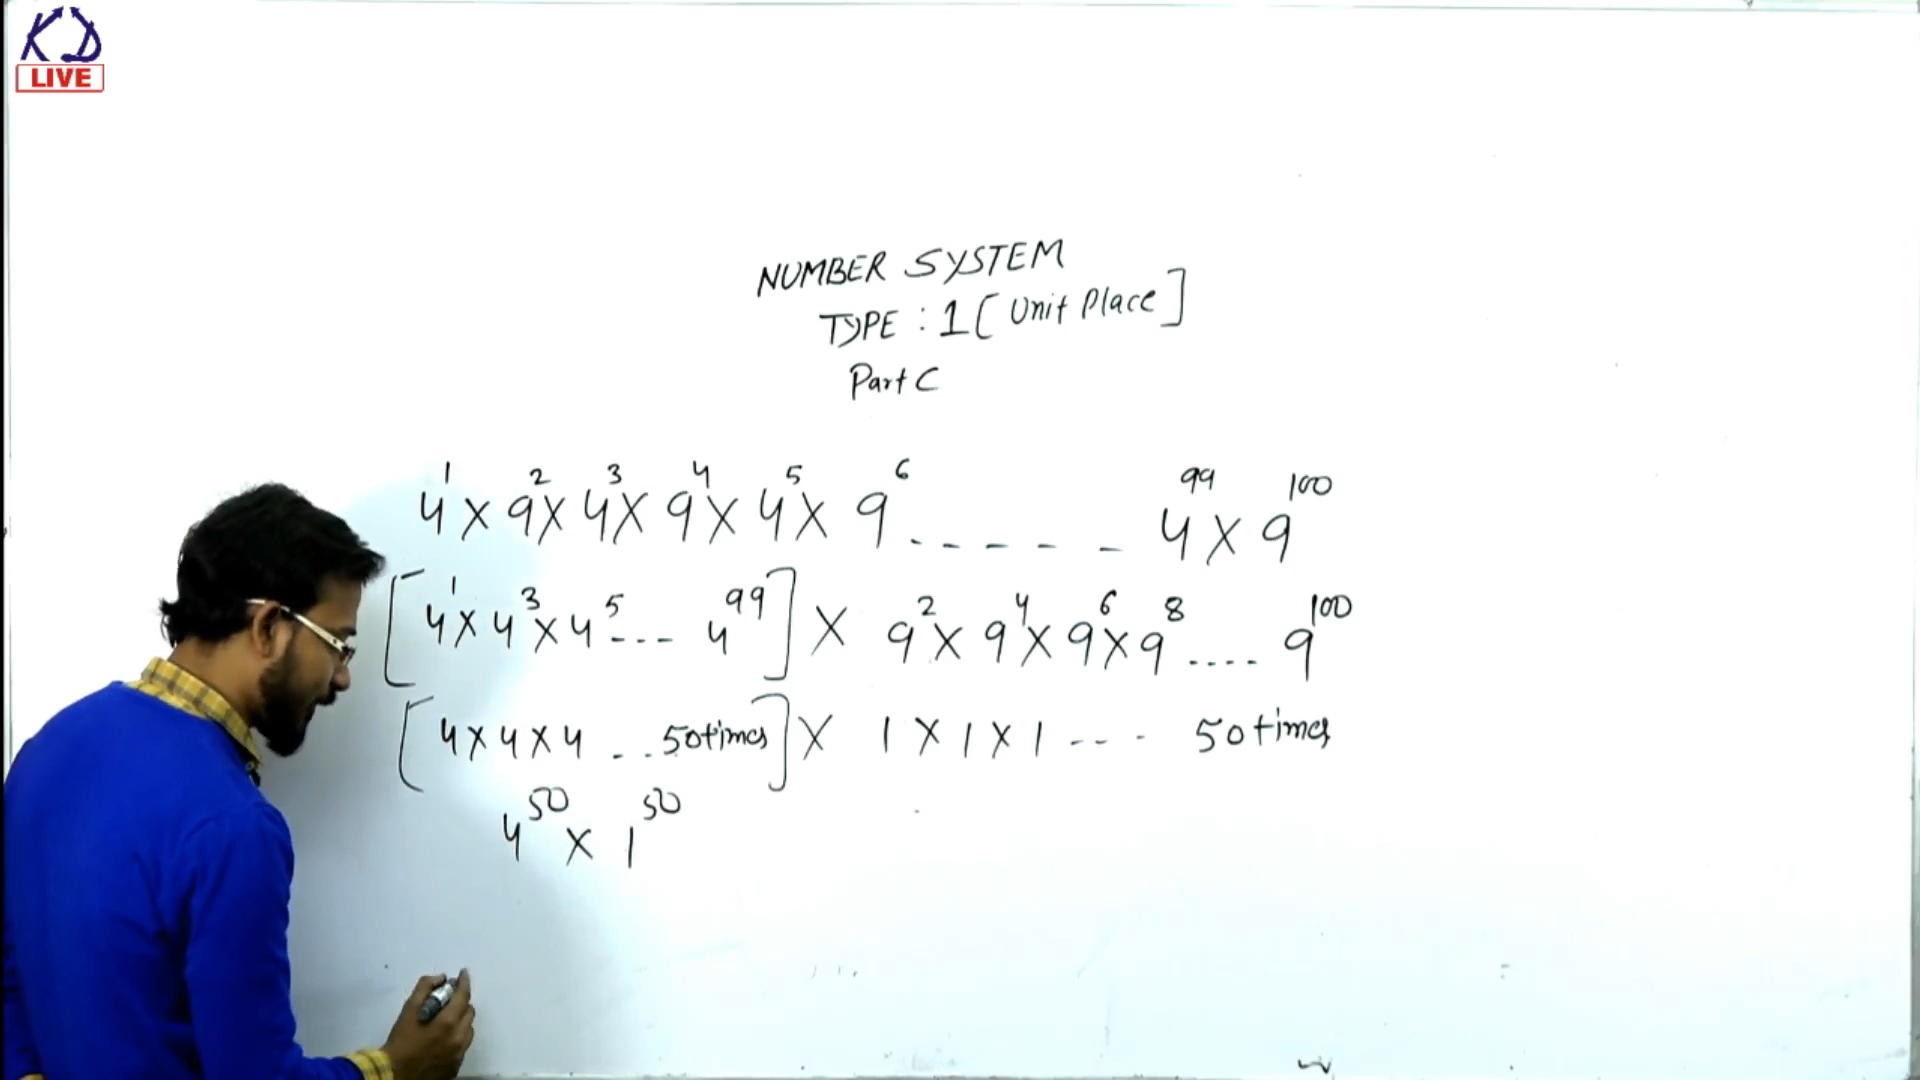 KD
LIVE
NUMBER SYSTEM
TYPE : 1 [Unit Place]
Part C
4¹ × 9² × 4³ × 9⁴ × 4⁵ × 9⁶ . - - - - - 4⁹⁹ × 9¹⁰⁰
[4¹ × 4³ × 4⁵ --- 4⁹⁹] × 9² × 9⁴ × 9⁶ × 9⁸ .... 9¹⁰⁰
[4 × 4 × 4 ... 50 times] × 1 × 1 × 1 --- 50 times
4⁵⁰ × 1⁵⁰